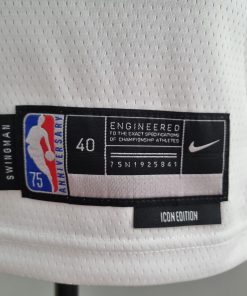 SWINGMAN
75
ANNIVERSARY
40
ENGINEERED
TO THE EXACT SPECIFICATIONS
OF CHAMPIONSHIP ATHLETES
75N1925841
ICON EDITION